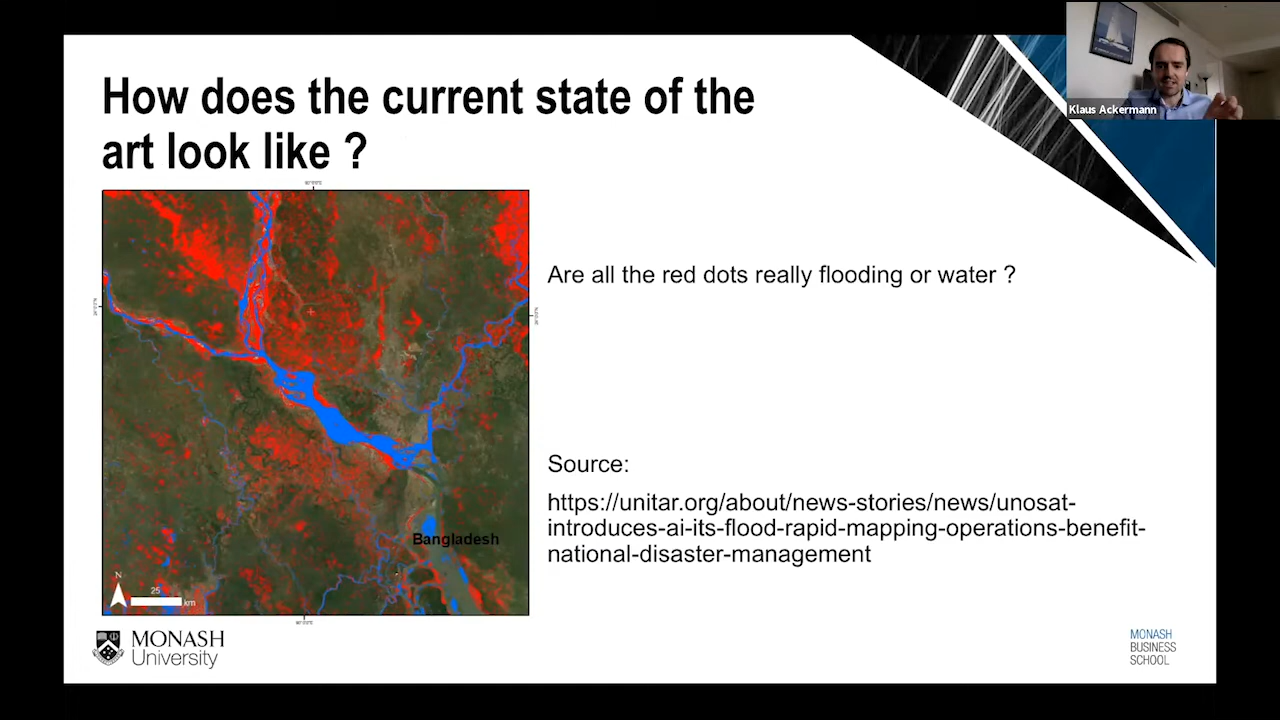 How does the current state of the
art look like ?
Klaus Ackermann
Are all the red dots really flooding or water ?
Source:
https://unitar.org/about/news-stories/news/unosat-
introduces-ai-its-flood-rapid-mapping-operations-benefit-
national-disaster-management
Bangladesh
N
25
km
MONASH
University
MONASH
BUSINESS
SCHOOL